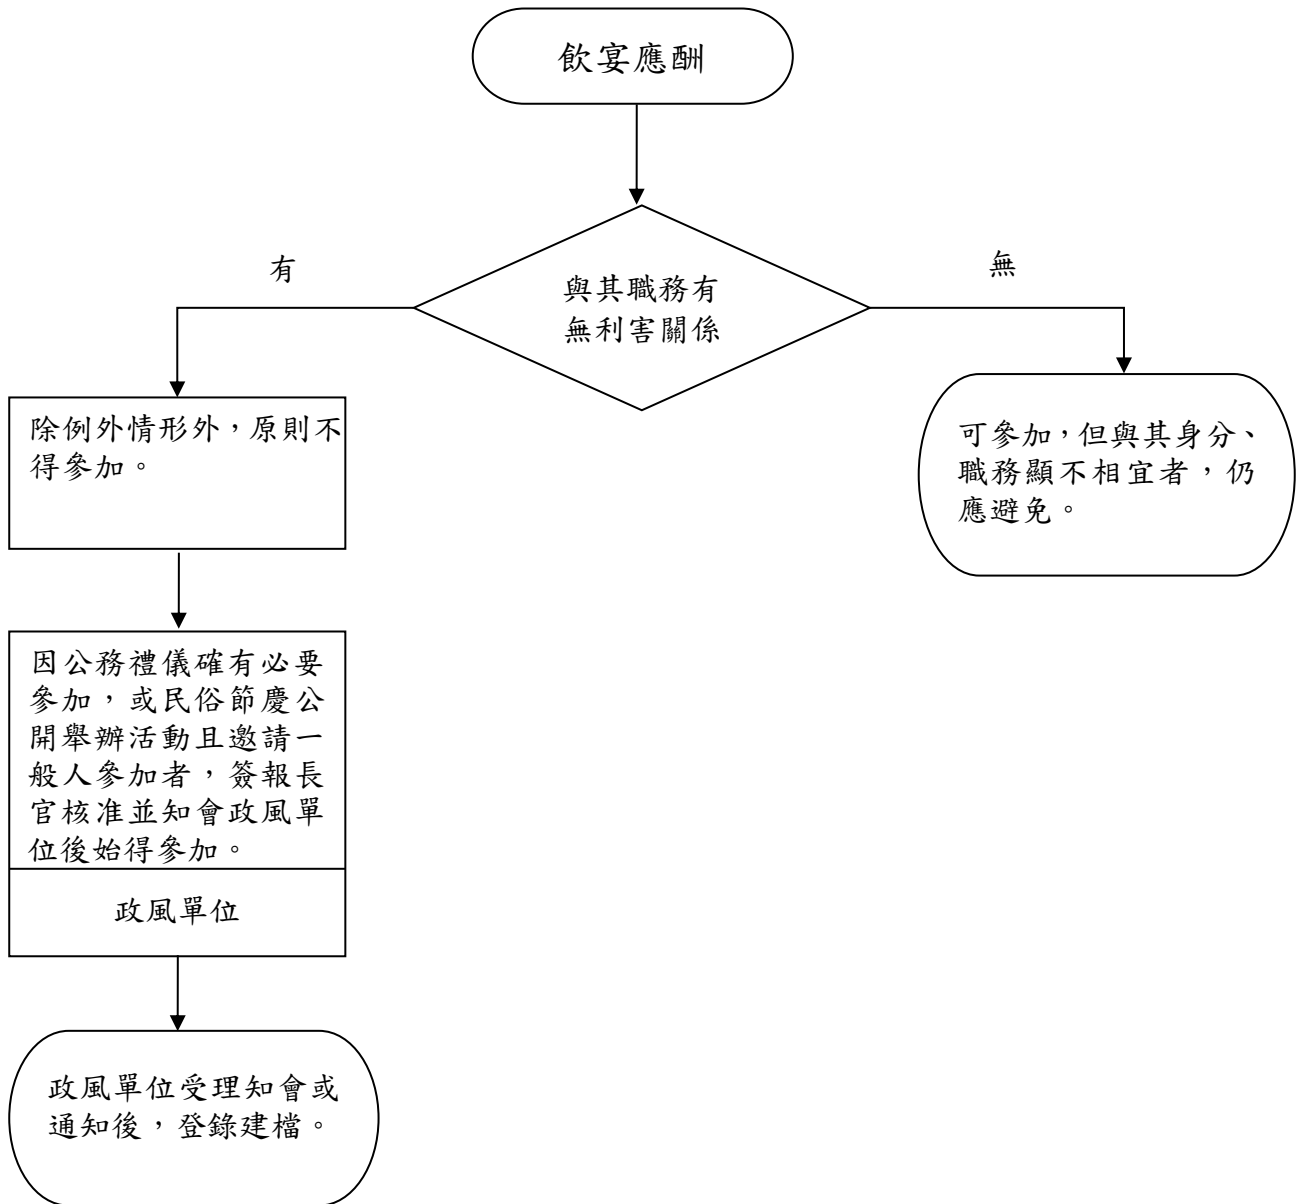 飲宴應酬
有
無
與其職務有
無利害關係
除例外情形外，原則不
得參加。
可參加，但與其身分、
職務顯不相宜者，仍
應避免。
因公務禮儀確有必要
參加，或民俗節慶公
開舉辦活動且邀請一
般人參加者，簽報長
官核准並知會政風單
位後始得參加。
政風單位
政風單位受理知會或
通知後，登錄建檔。